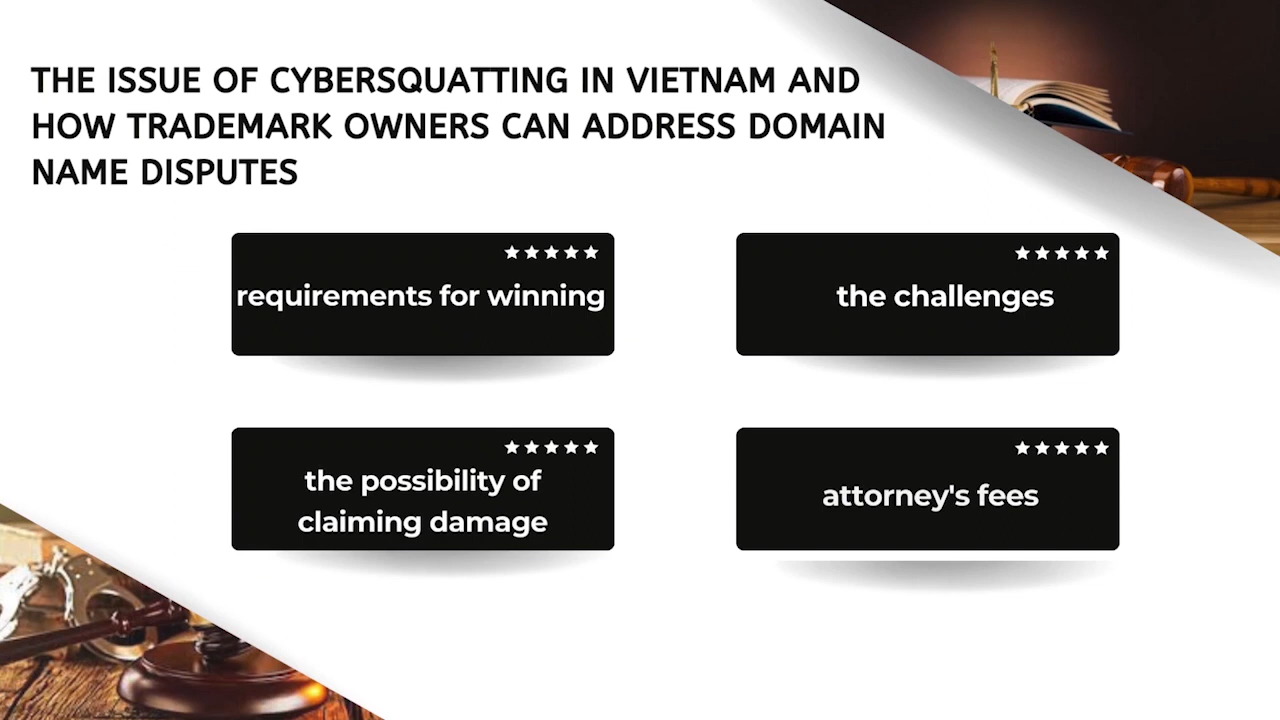 THE ISSUE OF CYBERSQUATTING IN VIETNAM AND
HOW TRADEMARK OWNERS CAN ADDRESS DOMAIN
NAME DISPUTES
requirements for winning
the challenges
the possibility of
claiming damage
attorney's fees